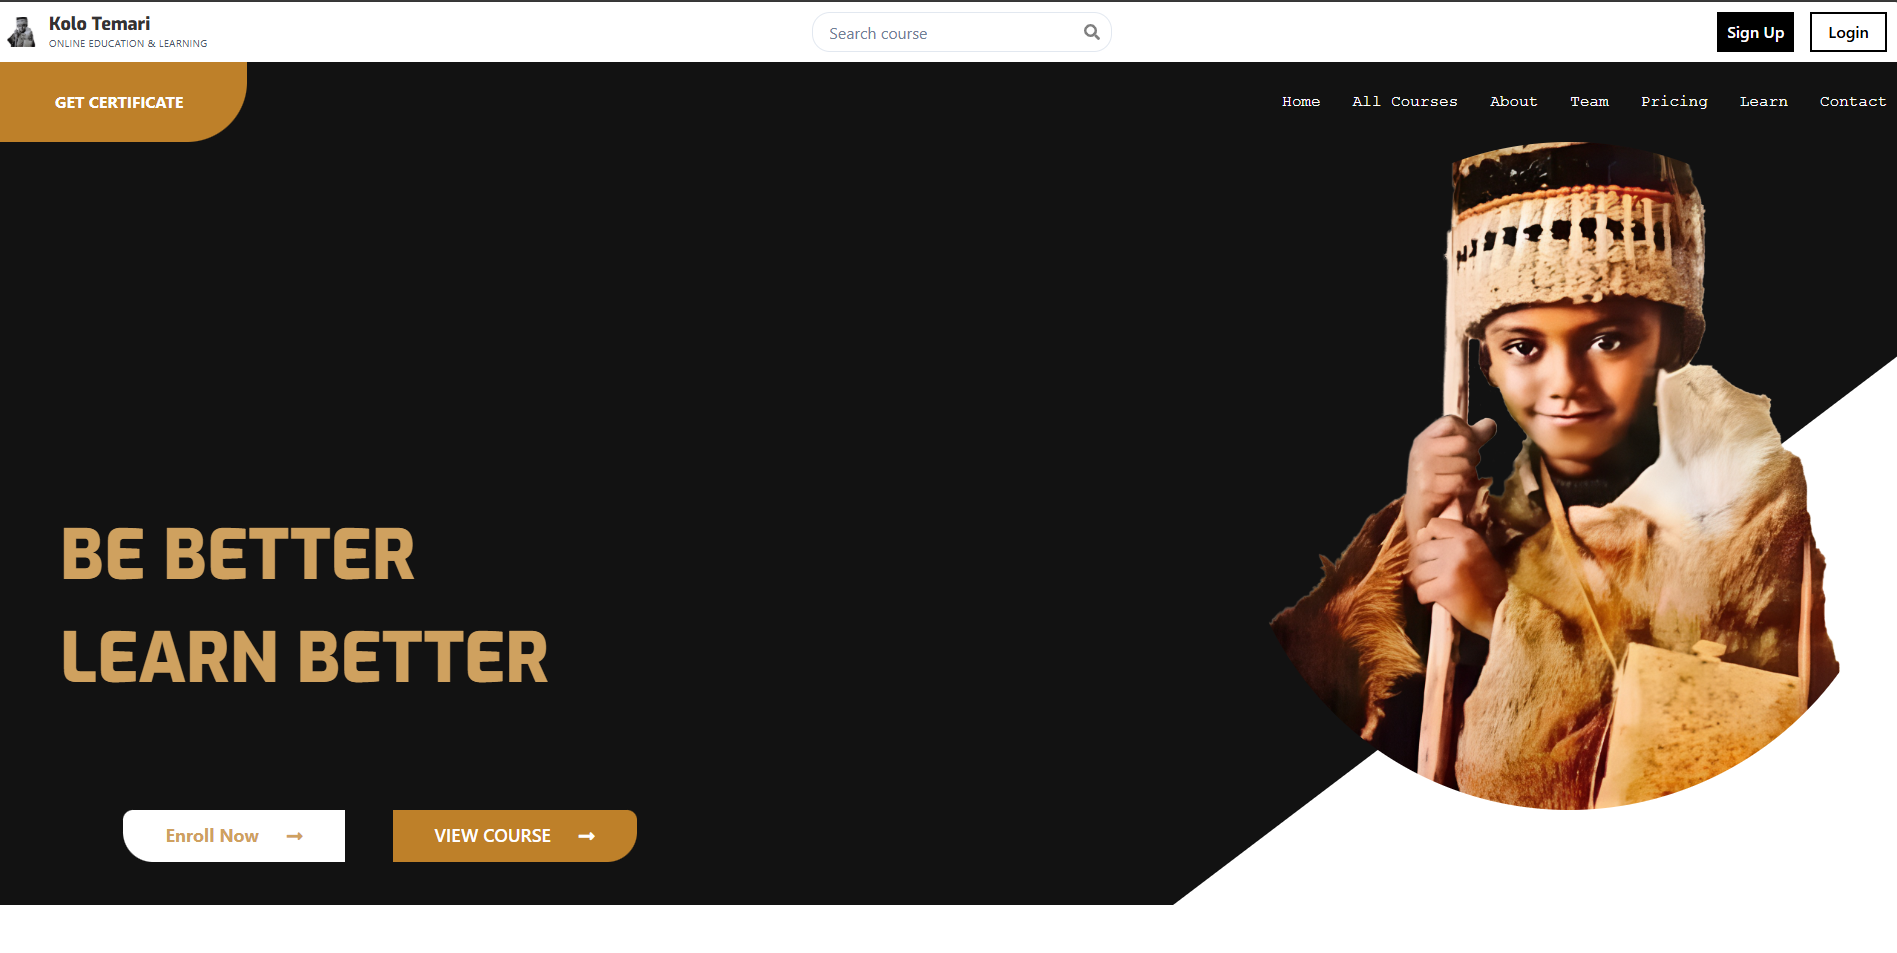 Kolo Temari
ONLINE EDUCATION & LEARNING
Search course
Sign Up
Login
GET CERTIFICATE
Home
All Courses
About
Team
Pricing
Learn
Contact
BE BETTER
LEARN BETTER
Enroll Now
VIEW COURSE